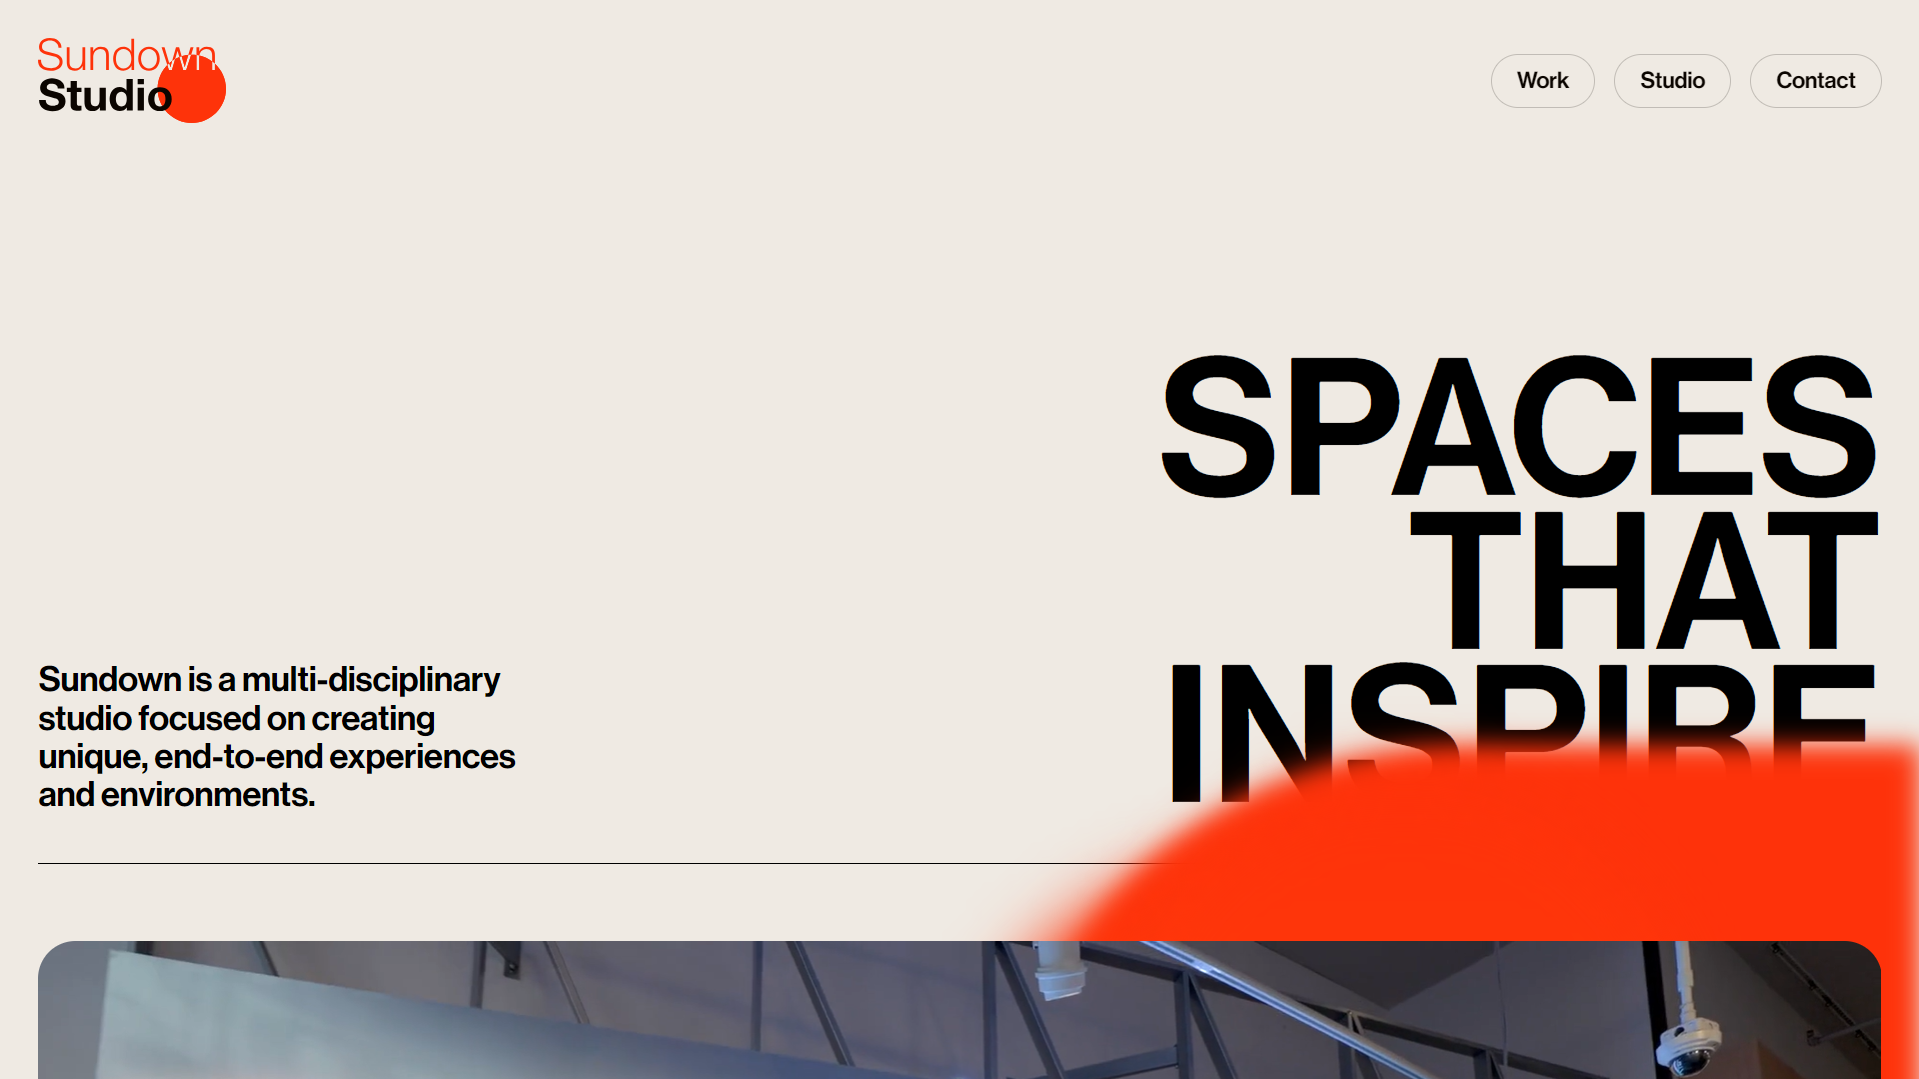 Sundown
Studio
Work
Studio
Contact
SPACES
THAT
INSPIRE
Sundown is a multi-disciplinary
studio focused on creating
unique, end-to-end experiences
and environments.